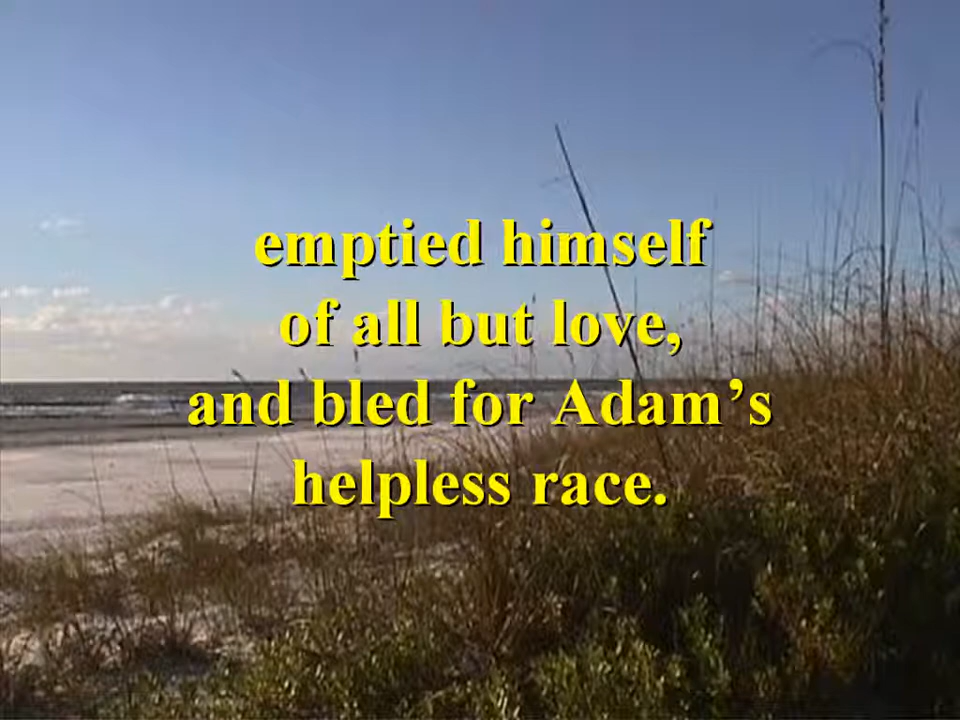 emptied himself
of all but love,
and bled for Adam’s
helpless race.